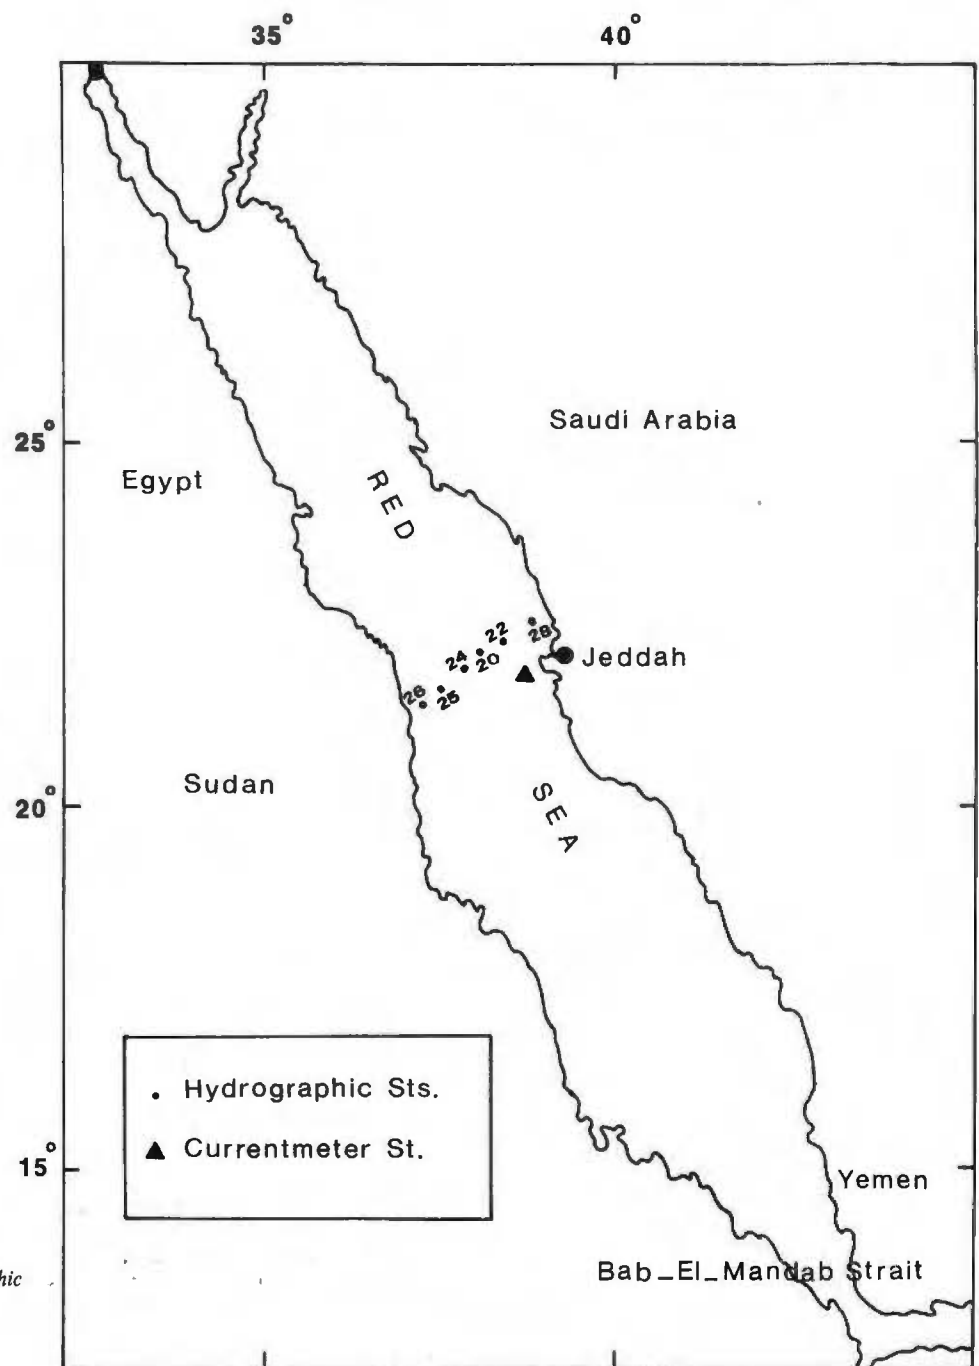 35°
40°
Saudi Arabia
25°
Egypt
RED
22
28
24
20
Jeddah
26
25
Sudan
20°
SEA
• Hydrographic Sts.
▲ Currentmeter St.
15°
Yemen
hic
Bab_El_Mandab Strait